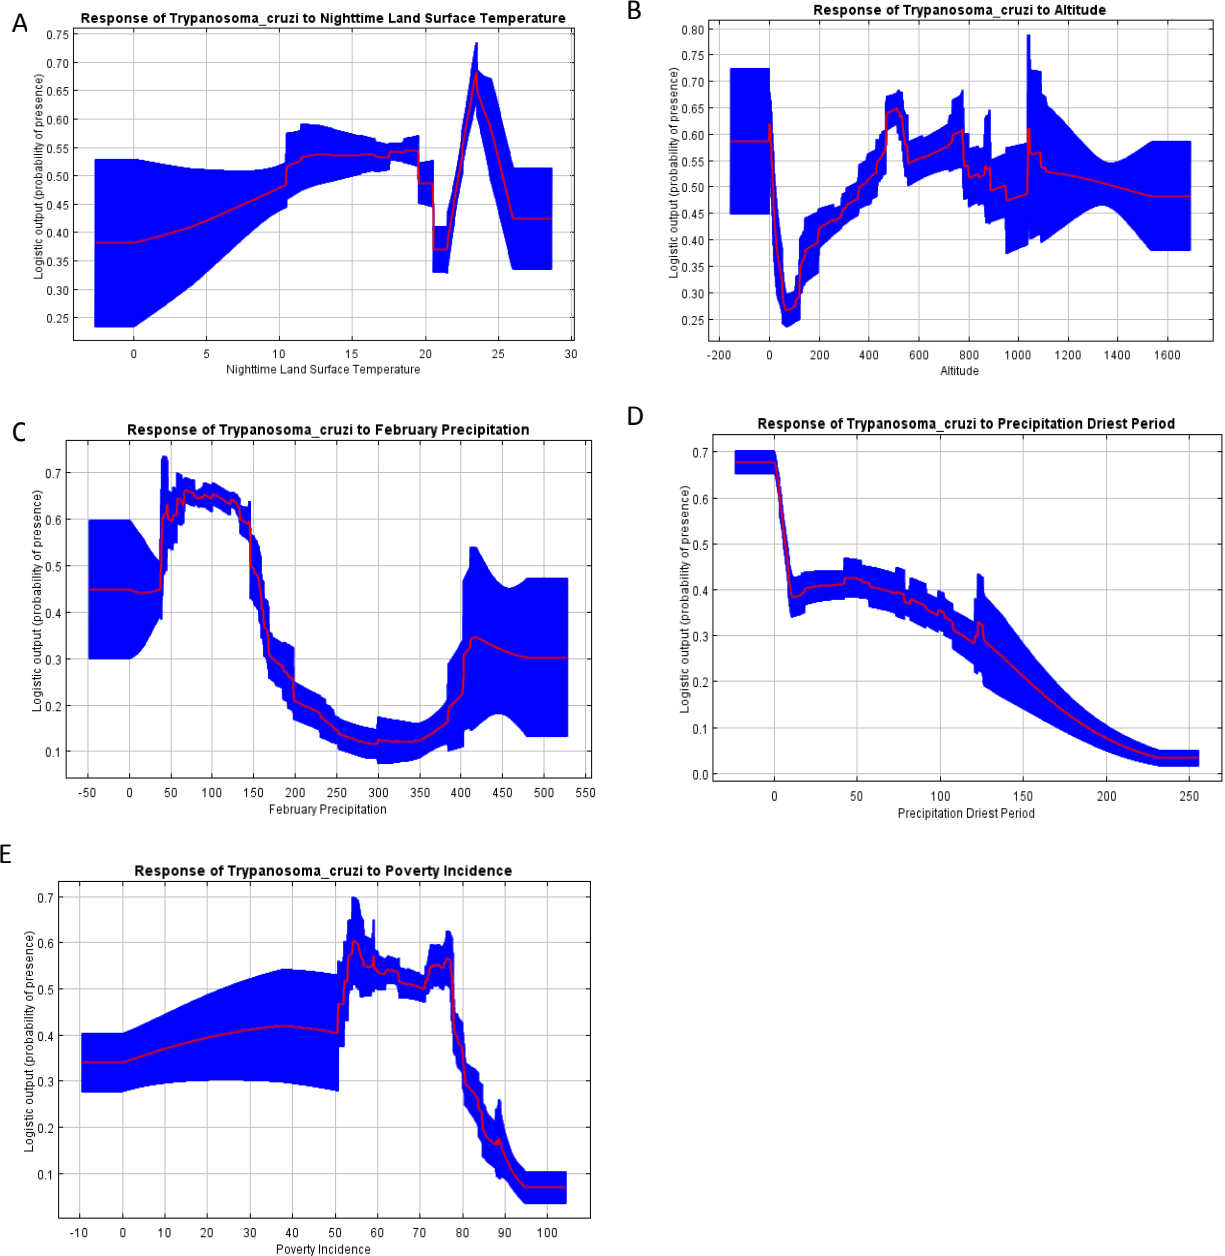 A
Response of Trypanosoma_cruzi to Nighttime Land Surface Temperature
Logistic output (probability of presence)
0.75
0.70
0.65
0.60
0.55
0.50
0.45
0.40
0.35
0.30
0.25
0 5 10 15 20 25 30
Nighttime Land Surface Temperature
B
Response of Trypanosoma_cruzi to Altitude
Logistic output (probability of presence)
0.80
0.75
0.70
0.65
0.60
0.55
0.50
0.45
0.40
0.35
0.30
0.25
-200 0 200 400 600 800 1000 1200 1400 1600
Altitude
C
Response of Trypanosoma_cruzi to February Precipitation
Logistic output (probability of presence)
0.7
0.6
0.5
0.4
0.3
0.2
0.1
-50 0 50 100 150 200 250 300 350 400 450 500 550
February Precipitation
D
Response of Trypanosoma_cruzi to Precipitation Driest Period
Logistic output (probability of presence)
0.7
0.6
0.5
0.4
0.3
0.2
0.1
0.0
0 50 100 150 200 250
Precipitation Driest Period
E
Response of Trypanosoma_cruzi to Poverty Incidence
Logistic output (probability of presence)
0.7
0.6
0.5
0.4
0.3
0.2
0.1
-10 0 10 20 30 40 50 60 70 80 90 100
Poverty Incidence